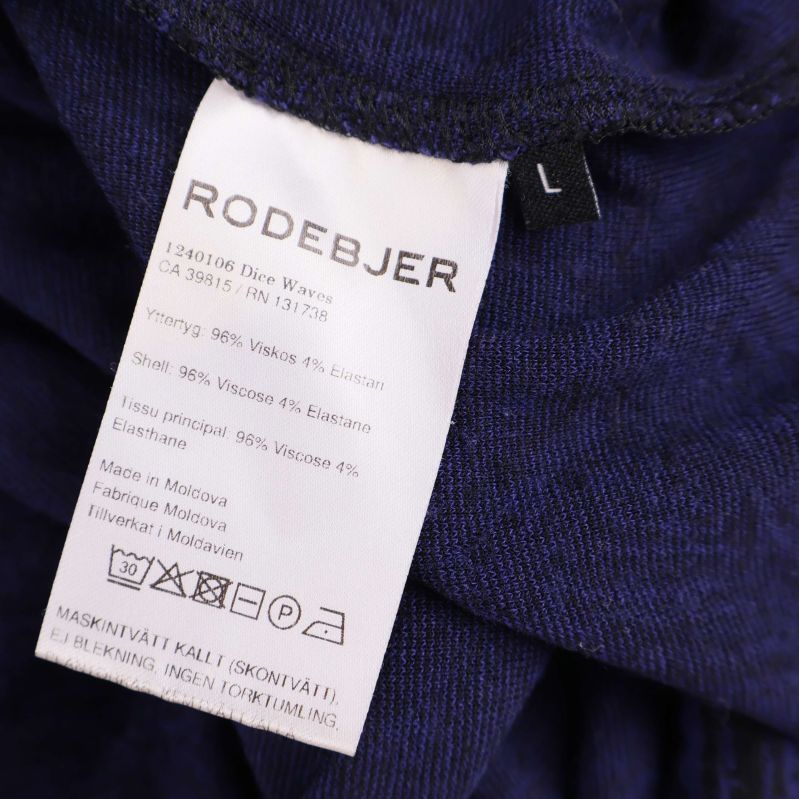 RODEBJER
L
1240106 Dice Waves
CA 39815 / RN 131738
Yttertyg: 96% Viskos 4% Elastan
Shell: 96% Viscose 4% Elastane
Tissu principal: 96% Viscose 4%
Elasthane
Made in Moldova
Fabrique Moldova
Tillverkat i Moldavien
30 P
MASKINTVÄTT KALLT (SKONTVÄTT),
EJ BLEKNING, INGEN TORKTUMLING,